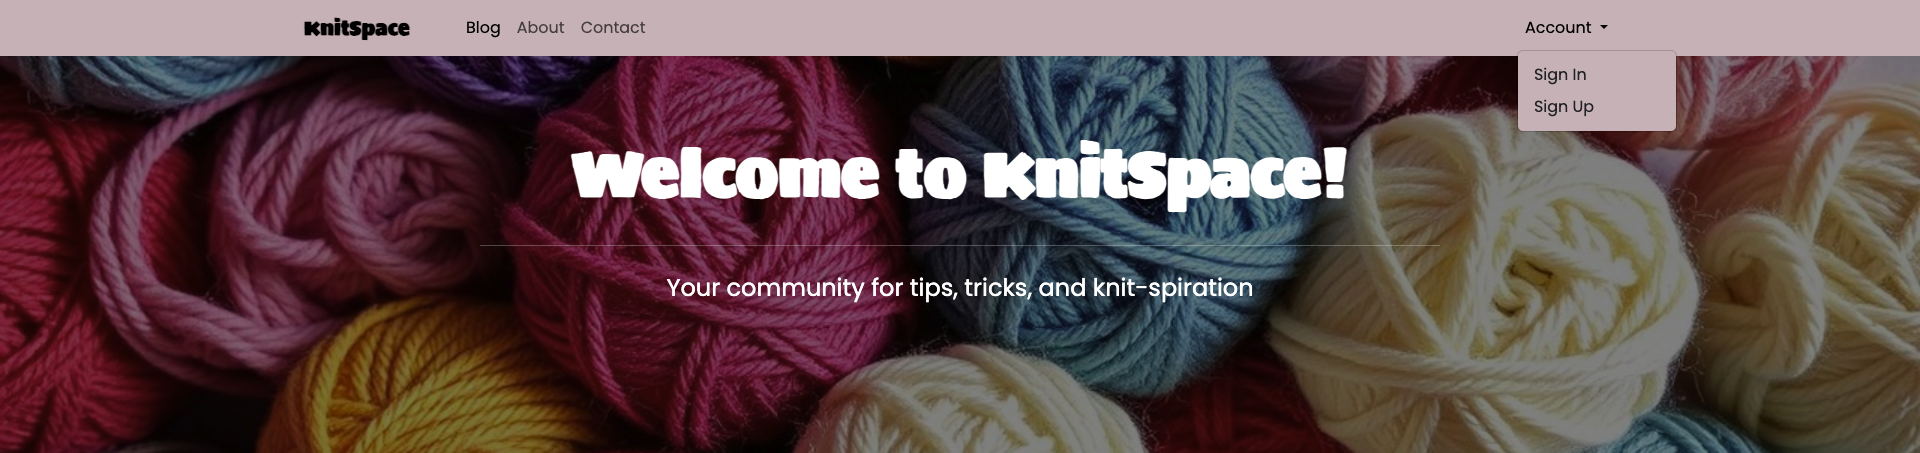 KnitSpace
Blog About Contact
Account
Sign In
Sign Up
Welcome to KnitSpace!
Your community for tips, tricks, and knit-spiration